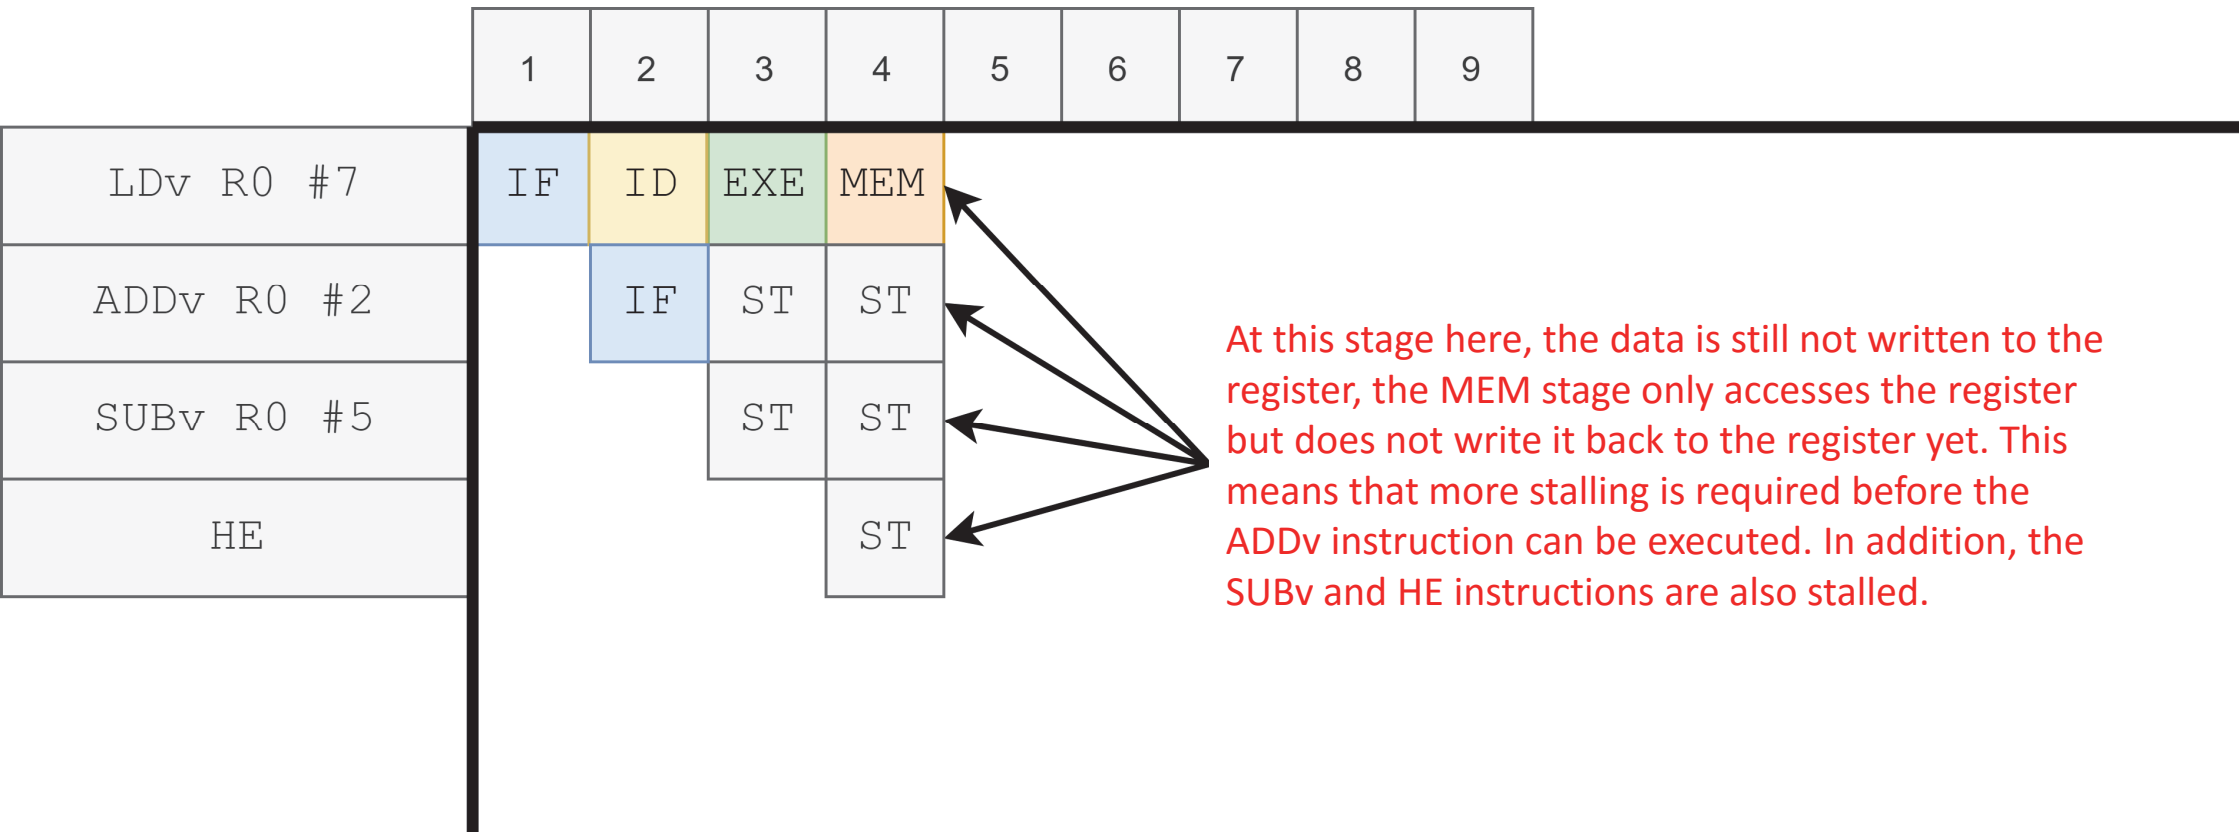 1 2 3 4 5 6 7 8 9
LDv R0 #7 IF ID EXE MEM
ADDv R0 #2 IF ST ST
SUBv R0 #5 ST ST
HE ST
At this stage here, the data is still not written to the
register, the MEM stage only accesses the register
but does not write it back to the register yet. This
means that more stalling is required before the
ADDv instruction can be executed. In addition, the
SUBv and HE instructions are also stalled.